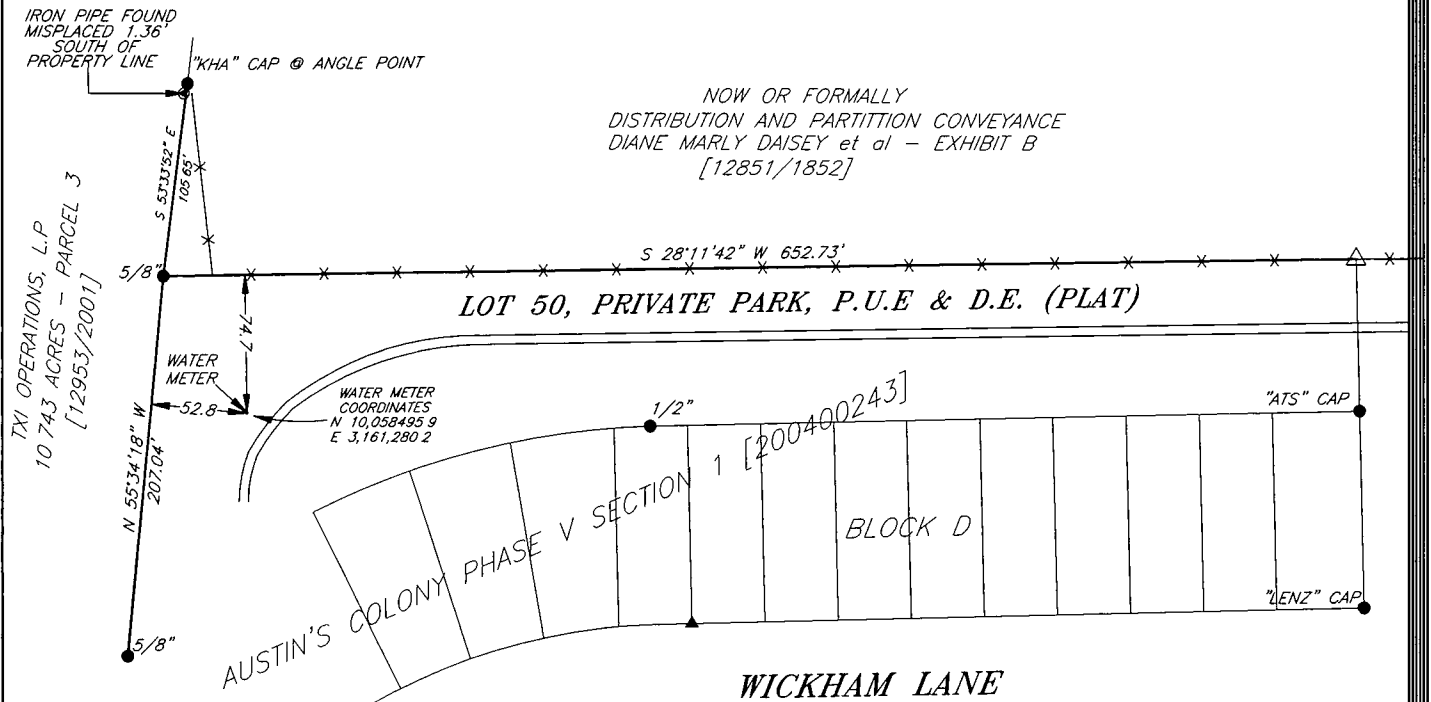 IRON PIPE FOUND
MISPLACED 1.36'
SOUTH OF
PROPERTY LINE
"KHA" CAP @ ANGLE POINT
NOW OR FORMALLY
DISTRIBUTION AND PARTITTION CONVEYANCE
DIANE MARLY DAISEY et al - EXHIBIT B
[12851/1852]
S 53°33'52" E
105 65'
TXI OPERATIONS, L.P
10 743 ACRES - PARCEL 3
[12953/2001]
5/8"
S 28°11'42" W 652.73'
LOT 50, PRIVATE PARK, P.U.E & D.E. (PLAT)
74.7
WATER
METER
52.8
WATER METER
COORDINATES
N 10,058495 9
E 3,161,280 2
N 55°34'18" W
207.04'
1/2"
"ATS" CAP
AUSTIN'S COLONY PHASE V SECTION 1 [200400243]
BLOCK D
"LENZ" CAP
5/8"
WICKHAM LANE